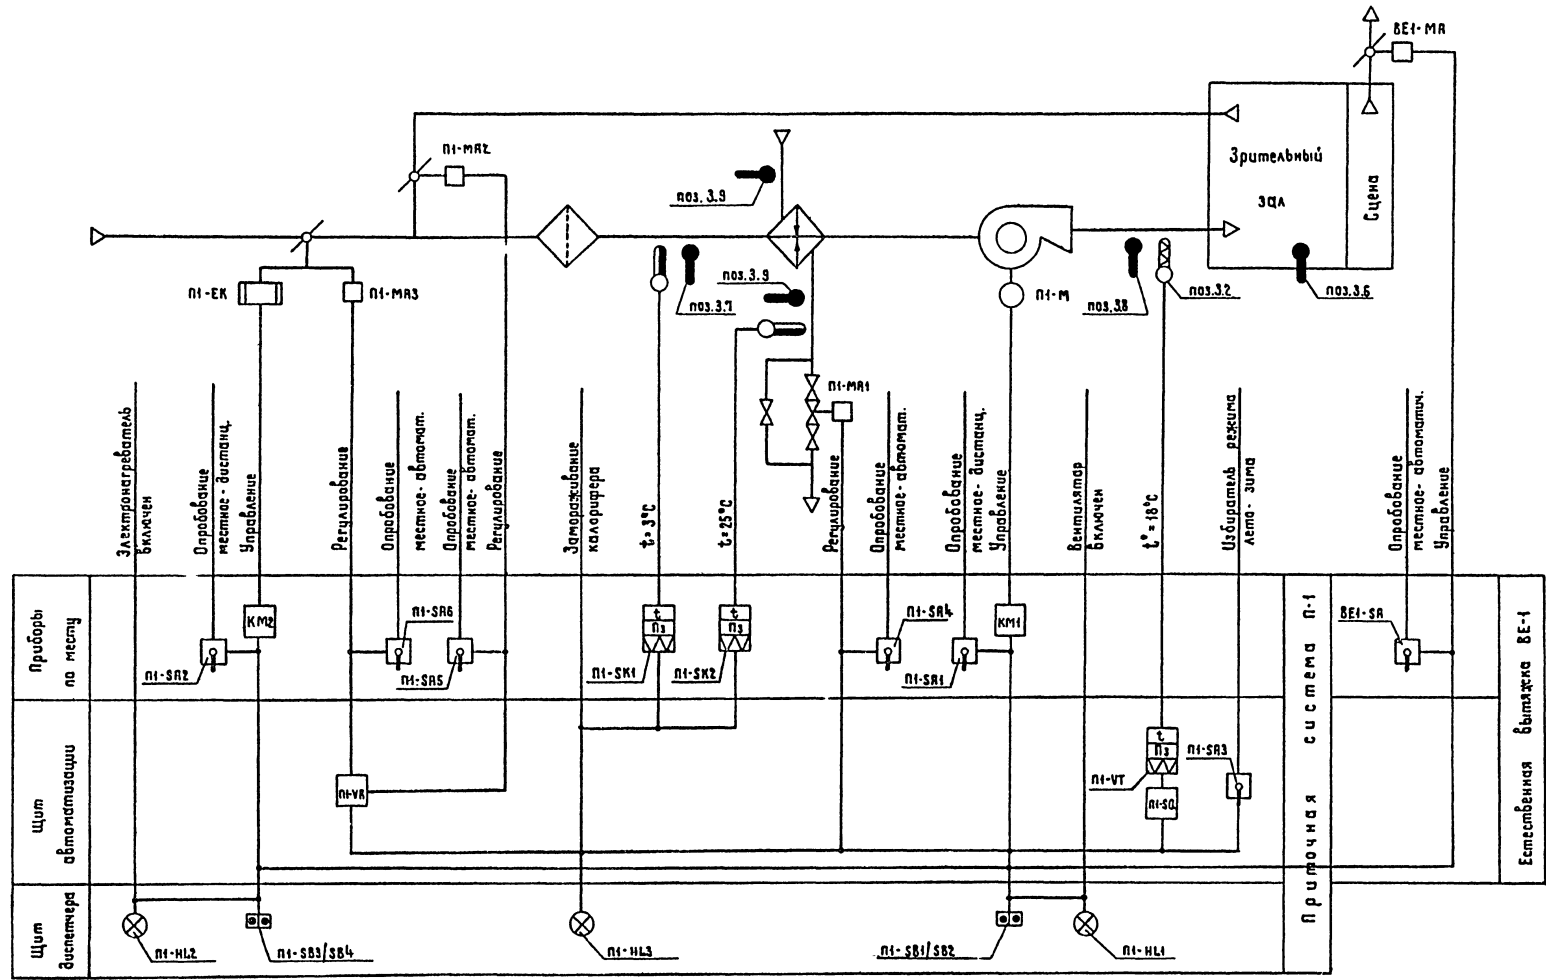 ВЕ1-МА
П1-МА2
Зрительный
зал
Сцена
поз. 3.9
П1-ЕК
П1-МА3
поз.3.7
поз.3.9
П1-М
поз.3.8
поз.3.2
поз.3.6
П1-МА1
Электронагреватель
включен
Опробование
местное-дистанц.
Управление
Регулирование
Опробование
местное-автомат.
Опробование
местное-автомат.
Регулирование
Замораживание
калорифера
t=3°С
t=25°С
Регулирование
Опробование
местное-автомат.
Опробование
местное-дистанц.
Управление
Вентилятор
включен
t°=18°С
Избиратель режима
лета-зима
Опробование
местное-автоматич.
Управление
Приборы
по месту
КМ2
П1-SA2
П1-SA6
П1-SA5
t
Пз
П1-SK1
t
Пз
П1-SK2
П1-SA4
КМ1
П1-SA1
ВЕ1-SA
Щит
автоматизации
П1-VA
t
Пз
П1-VT
П1-SQ
П1-SA3
Приточная система П-1
Естественная вытяжка ВЕ-1
Щит
диспетчера
П1-HL2
П1-SB3/SB4
П1-HL3
П1-SB1/SB2
П1-HL1